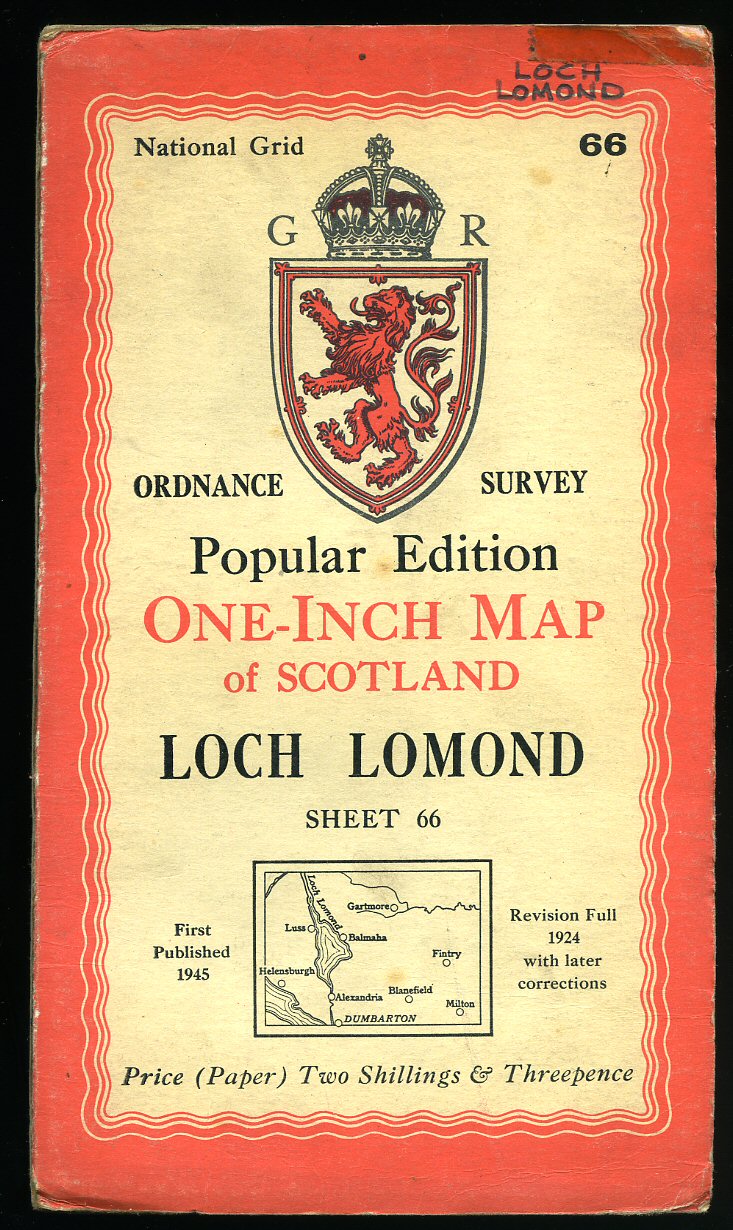 LOCH
LOMOND
National Grid 66
G R
ORDNANCE SURVEY
Popular Edition
ONE-INCH MAP
of SCOTLAND
LOCH LOMOND
SHEET 66
First
Published
1945
Loch Lomond
Gartmore
Luss
Balmaha
Fintry
Helensburgh
Alexandria
Blanefield
Milton
DUMBARTON
Revision Full
1924
with later
corrections
Price (Paper) Two Shillings & Threepence